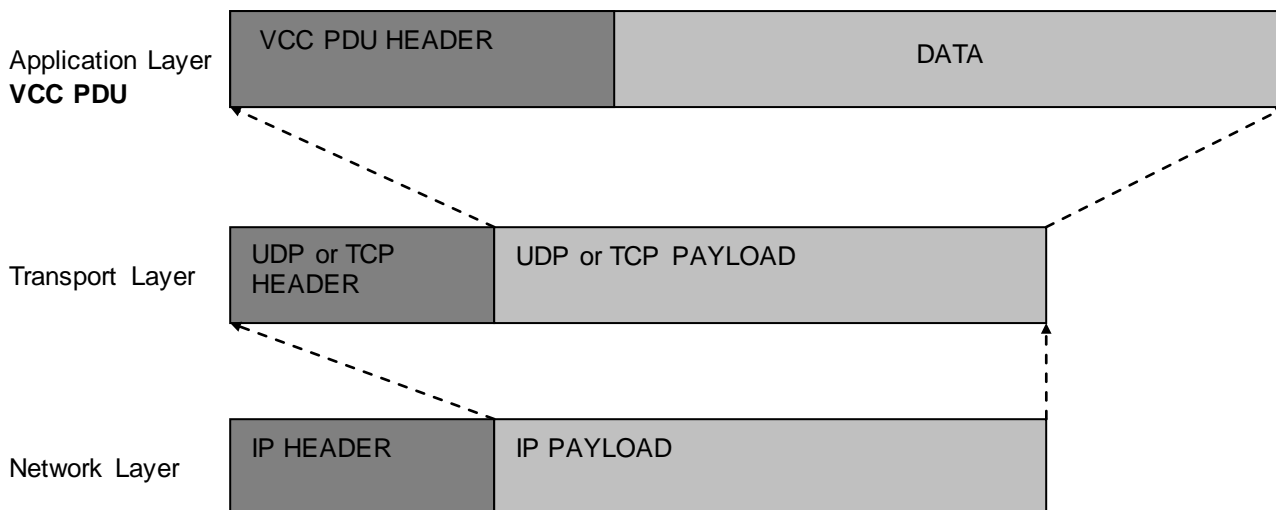 Application Layer
VCC PDU
VCC PDU HEADER
DATA
Transport Layer
UDP or TCP
HEADER
UDP or TCP PAYLOAD
Network Layer
IP HEADER
IP PAYLOAD